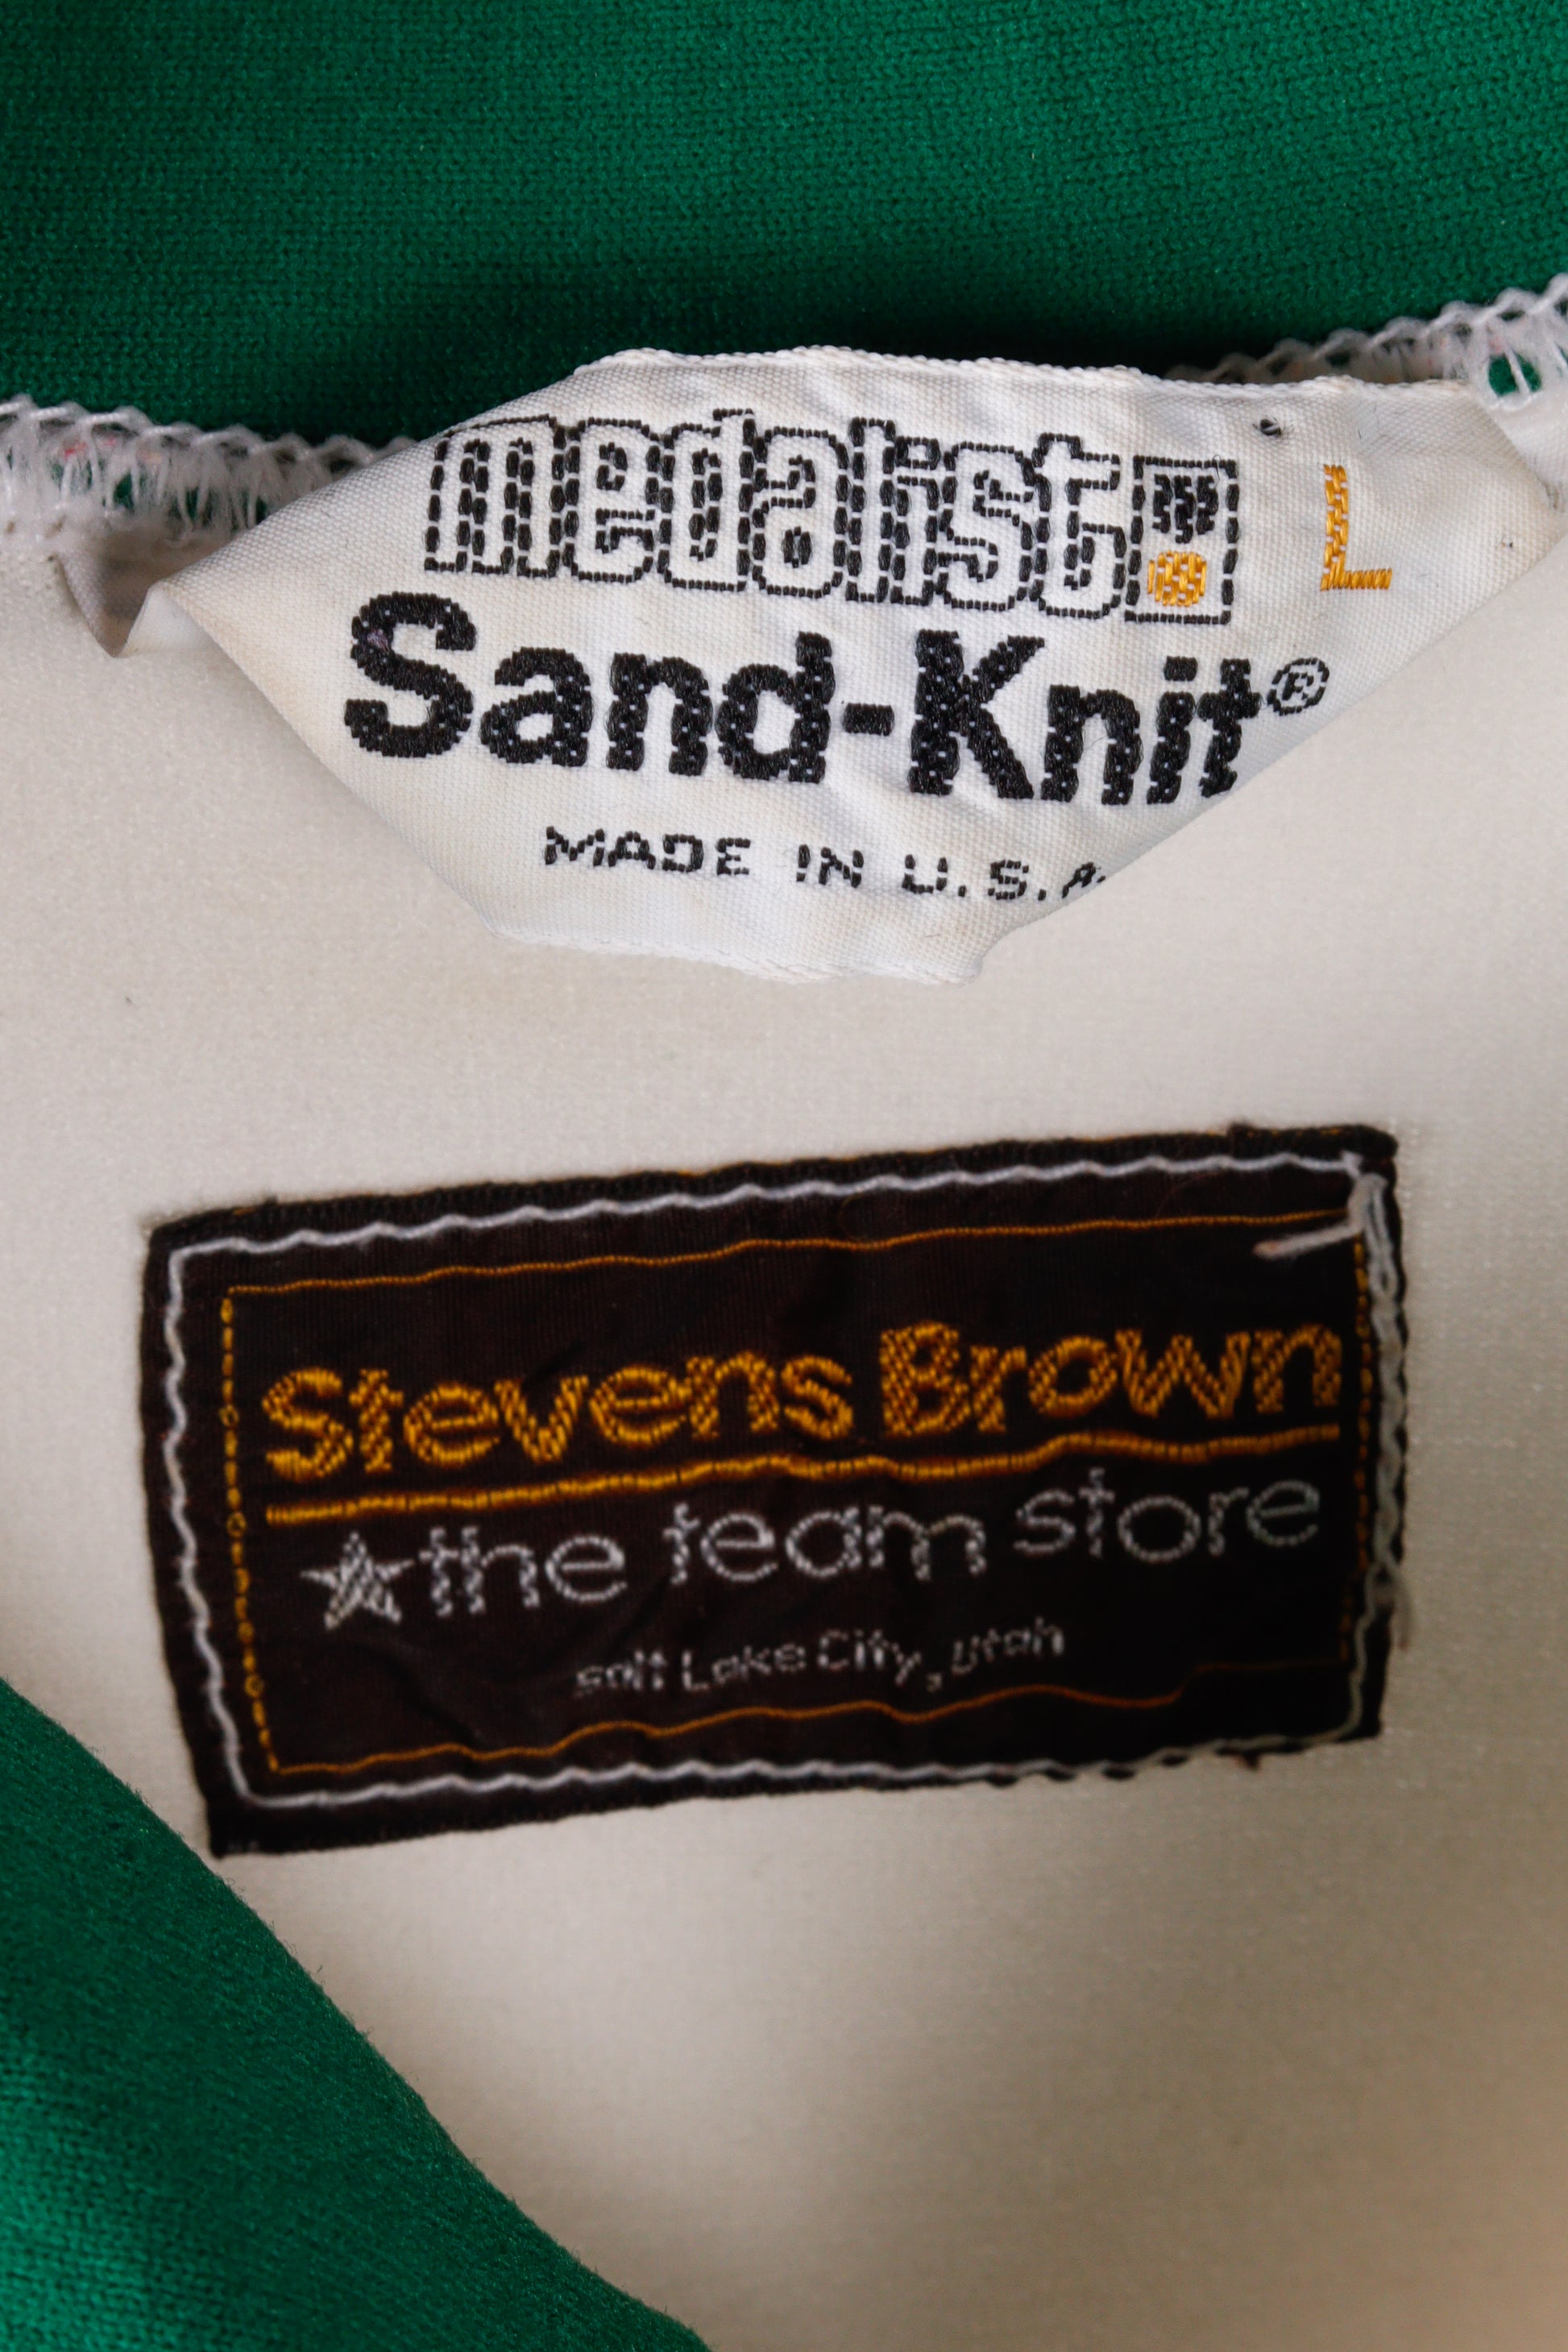 medalist
L
Sand-Knit®
MADE IN U.S.A.
Stevens Brown
the team store
Salt Lake City, Utah